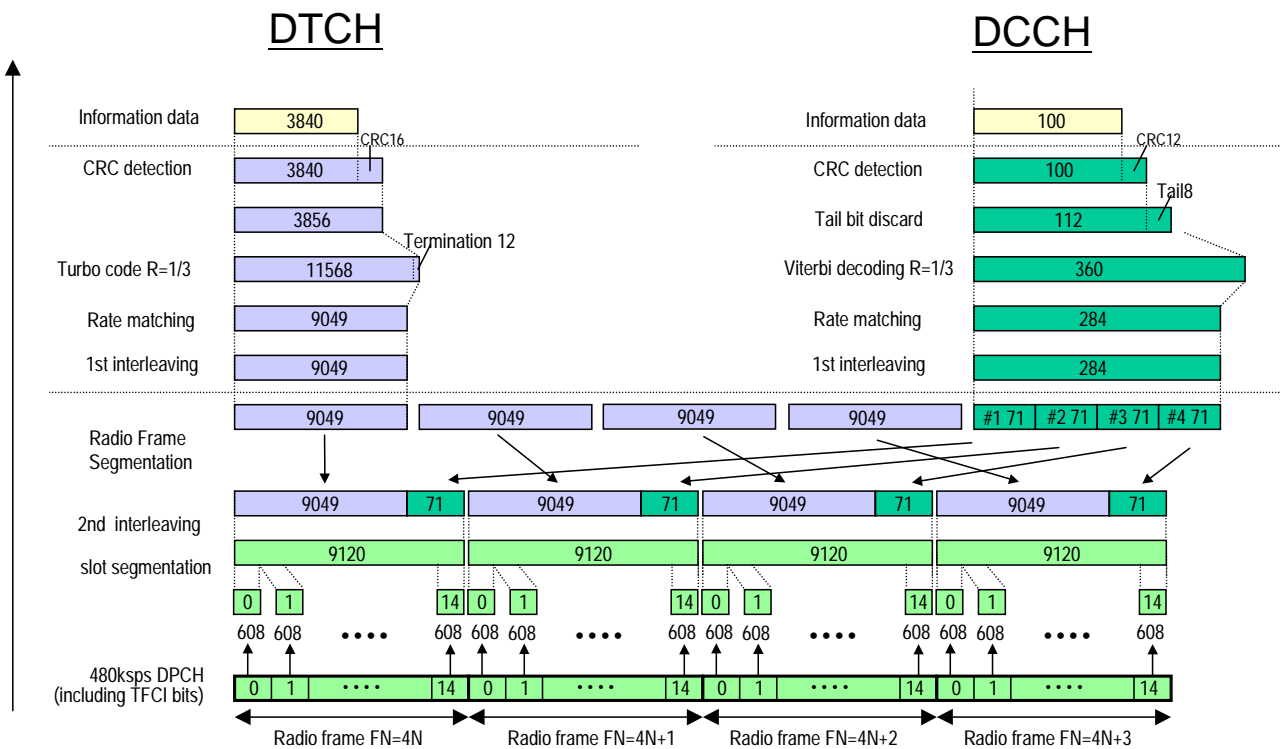 DTCH DCCH
Information data 3840 Information data 100
CRC16 CRC12
CRC detection 3840 CRC detection 100
Tail8
3856 Tail bit discard 112
Termination 12
Turbo code R=1/3 11568 Viterbi decoding R=1/3 360
Rate matching 9049 Rate matching 284
1st interleaving 9049 1st interleaving 284
9049 9049 9049 9049 #1 71 #2 71 #3 71 #4 71
Radio Frame
Segmentation
9049 71 9049 71 9049 71 9049 71
2nd interleaving
9120 9120 9120 9120
slot segmentation
0 1 14 0 1 14 0 1 14 0 1 14
608 608 •••• 608 608 608 •••• 608 608 608 •••• 608 608 608 •••• 608
480ksps DPCH
(including TFCI bits)
0 1 •••• 14 0 1 •••• 14 0 1 •••• 14 0 1 •••• 14
Radio frame FN=4N Radio frame FN=4N+1 Radio frame FN=4N+2 Radio frame FN=4N+3